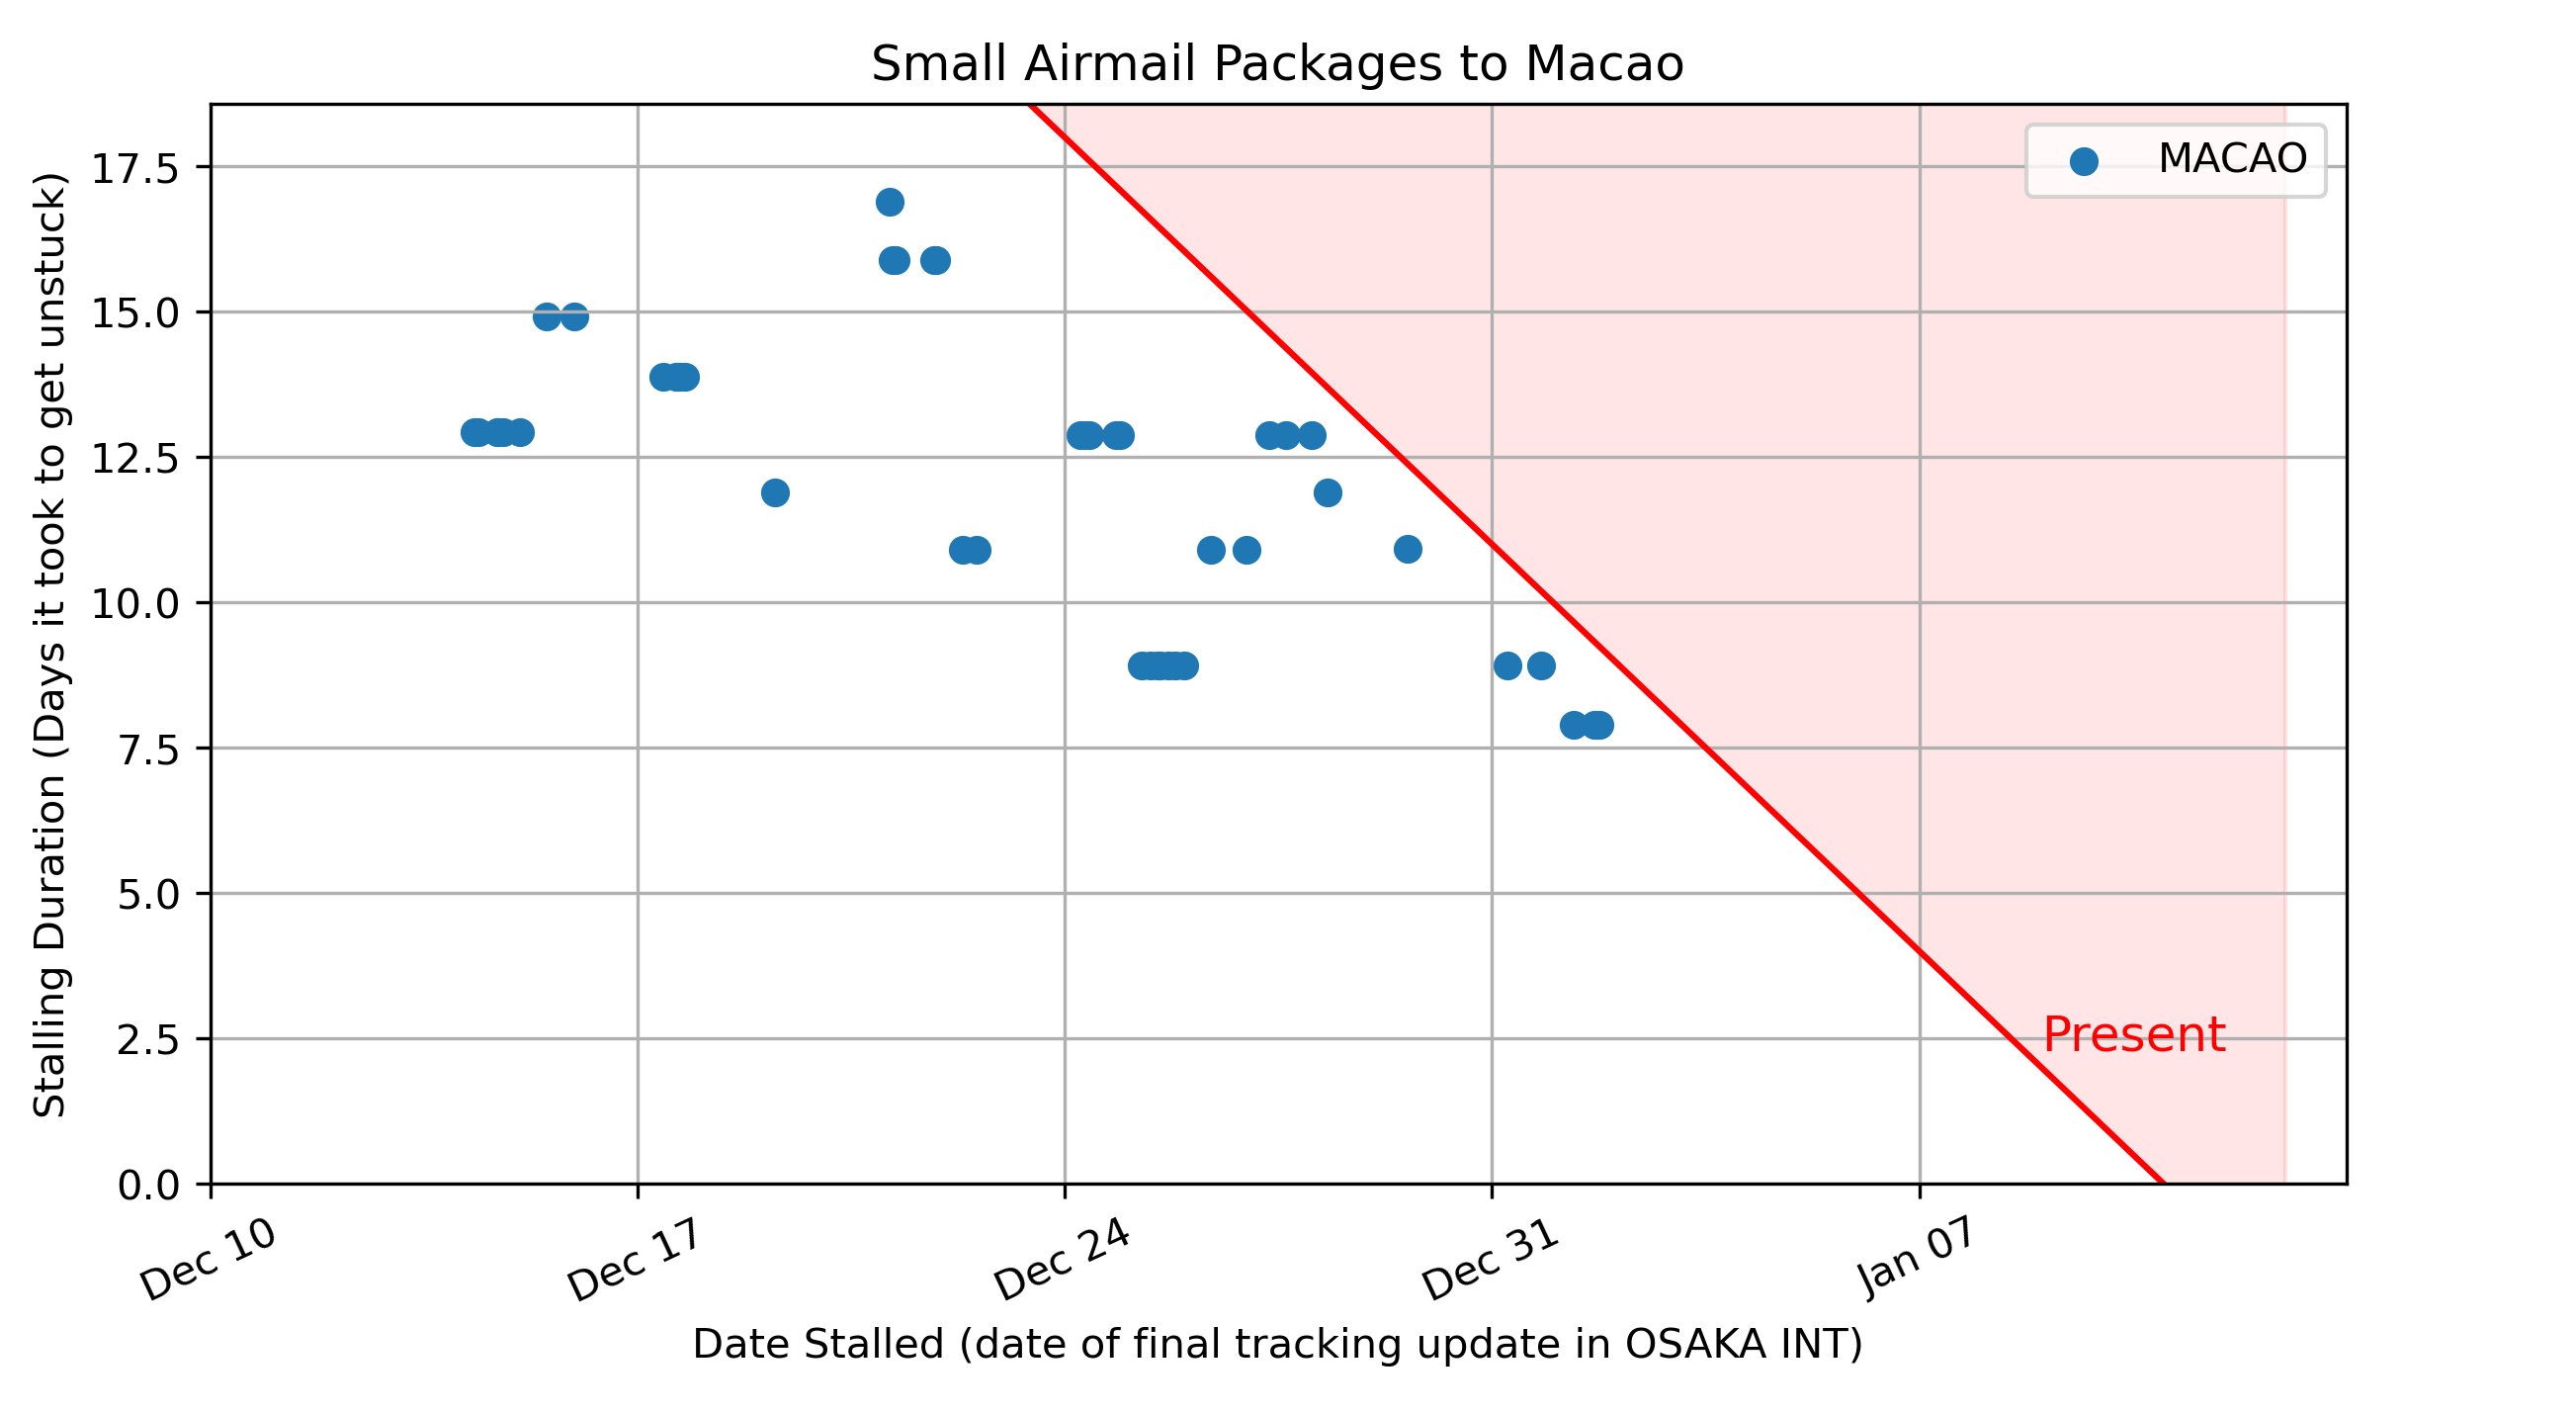 Small Airmail Packages to Macao
MACAO
Stalling Duration (Days it took to get unstuck)
17.5
15.0
12.5
10.0
7.5
5.0
2.5
0.0
Present
Dec 10
Dec 17
Dec 24
Dec 31
Jan 07
Date Stalled (date of final tracking update in OSAKA INT)